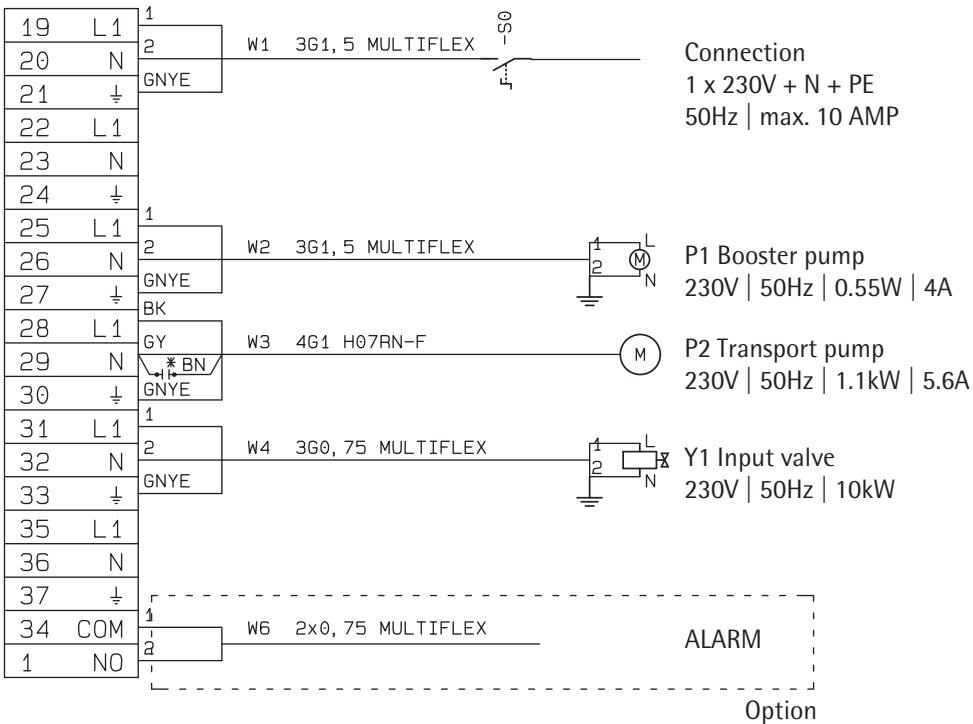 19 L1 1
20 N 2 W1 3G1,5 MULTIFLEX -S0
21 ⏚ GNYE
Connection
1 x 230V + N + PE
50Hz | max. 10 AMP
22 L1
23 N
24 ⏚
25 L1 1
26 N 2 W2 3G1,5 MULTIFLEX 1 2 M L N
27 ⏚ GNYE
P1 Booster pump
230V | 50Hz | 0.55W | 4A
28 L1 BK
29 N GY W3 4G1 H07RN-F M
* BN
30 ⏚ GNYE
P2 Transport pump
230V | 50Hz | 1.1kW | 5.6A
31 L1 1
32 N 2 W4 3G0,75 MULTIFLEX 1 2 L N
33 ⏚ GNYE
Y1 Input valve
230V | 50Hz | 10kW
35 L1
36 N
37 ⏚
34 COM 1
1 NO 2 W6 2x0,75 MULTIFLEX
ALARM
Option